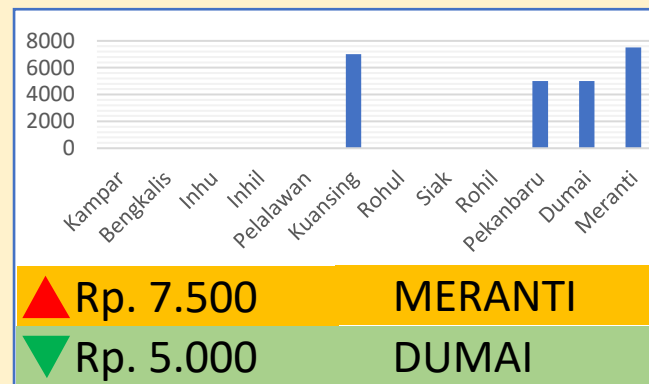 8000
6000
4000
2000
0
Kampar
Bengkalis
Inhu
Inhil
Pelalawan
Kuansing
Rohul
Siak
Rohil
Pekanbaru
Dumai
Meranti
Rp. 7.500 MERANTI
Rp. 5.000 DUMAI